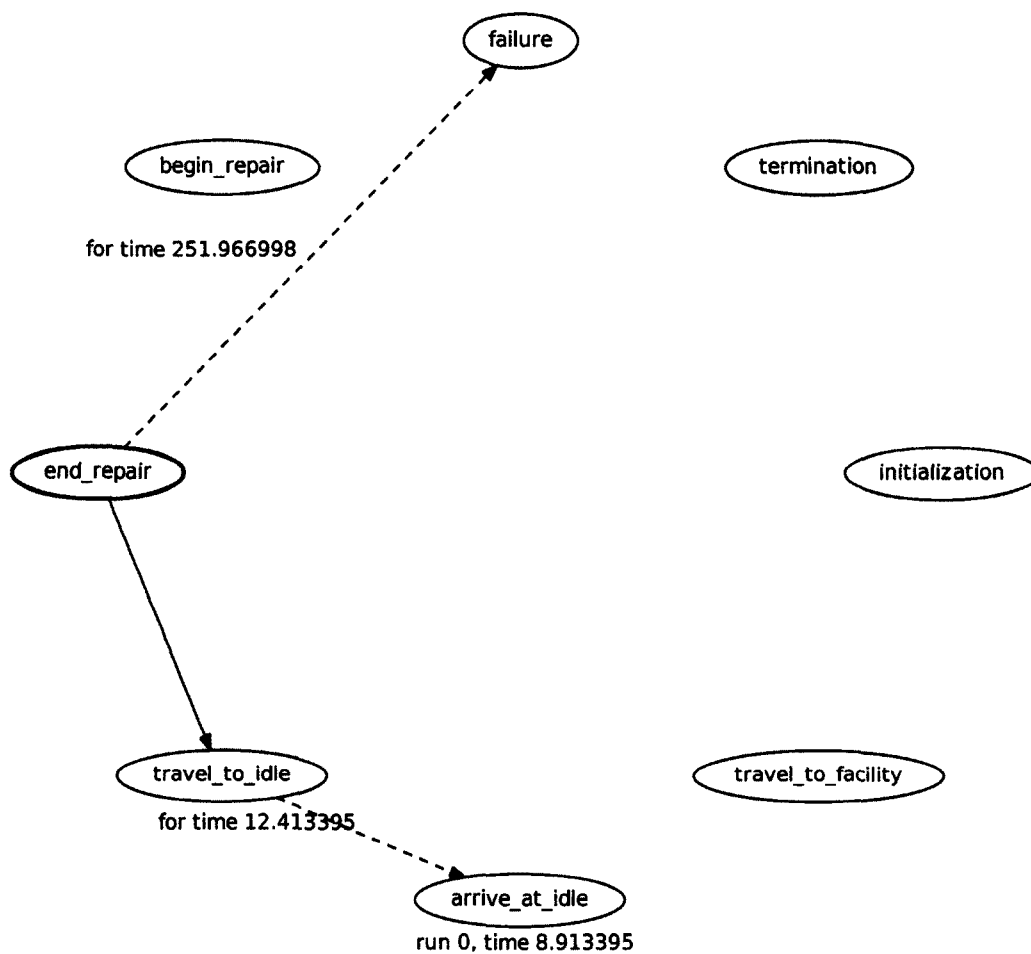 failure
begin_repair
termination
for time 251.966998
end_repair
initialization
travel_to_idle
travel_to_facility
for time 12.413395
arrive_at_idle
run 0, time 8.913395